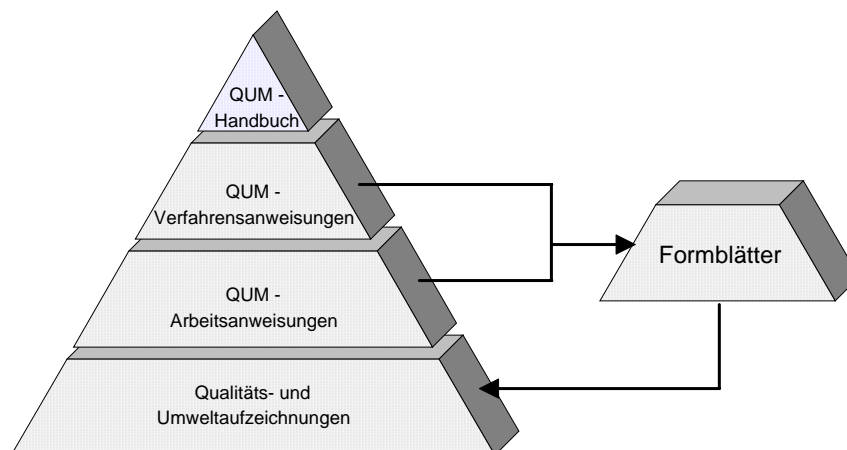 QUM -
Handbuch
QUM -
Verfahrensanweisungen
Formblätter
QUM -
Arbeitsanweisungen
Qualitäts- und
Umweltaufzeichnungen